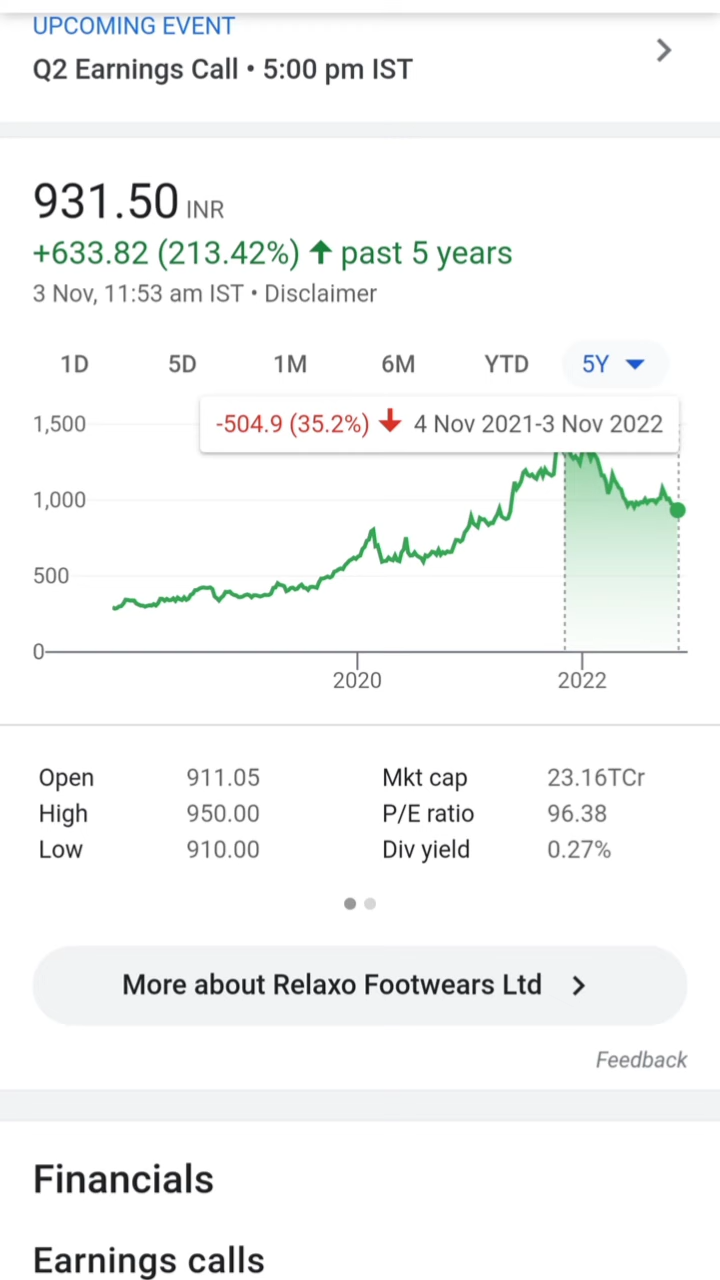 UPCOMING EVENT
Q2 Earnings Call • 5:00 pm IST
931.50 INR
+633.82 (213.42%) ↑ past 5 years
3 Nov, 11:53 am IST • Disclaimer
1D 5D 1M 6M YTD 5Y
-504.9 (35.2%) ↓ 4 Nov 2021-3 Nov 2022
1,500
1,000
500
0
2020 2022
Open 911.05 Mkt cap 23.16TCr
High 950.00 P/E ratio 96.38
Low 910.00 Div yield 0.27%
More about Relaxo Footwears Ltd
Feedback
Financials
Earnings calls